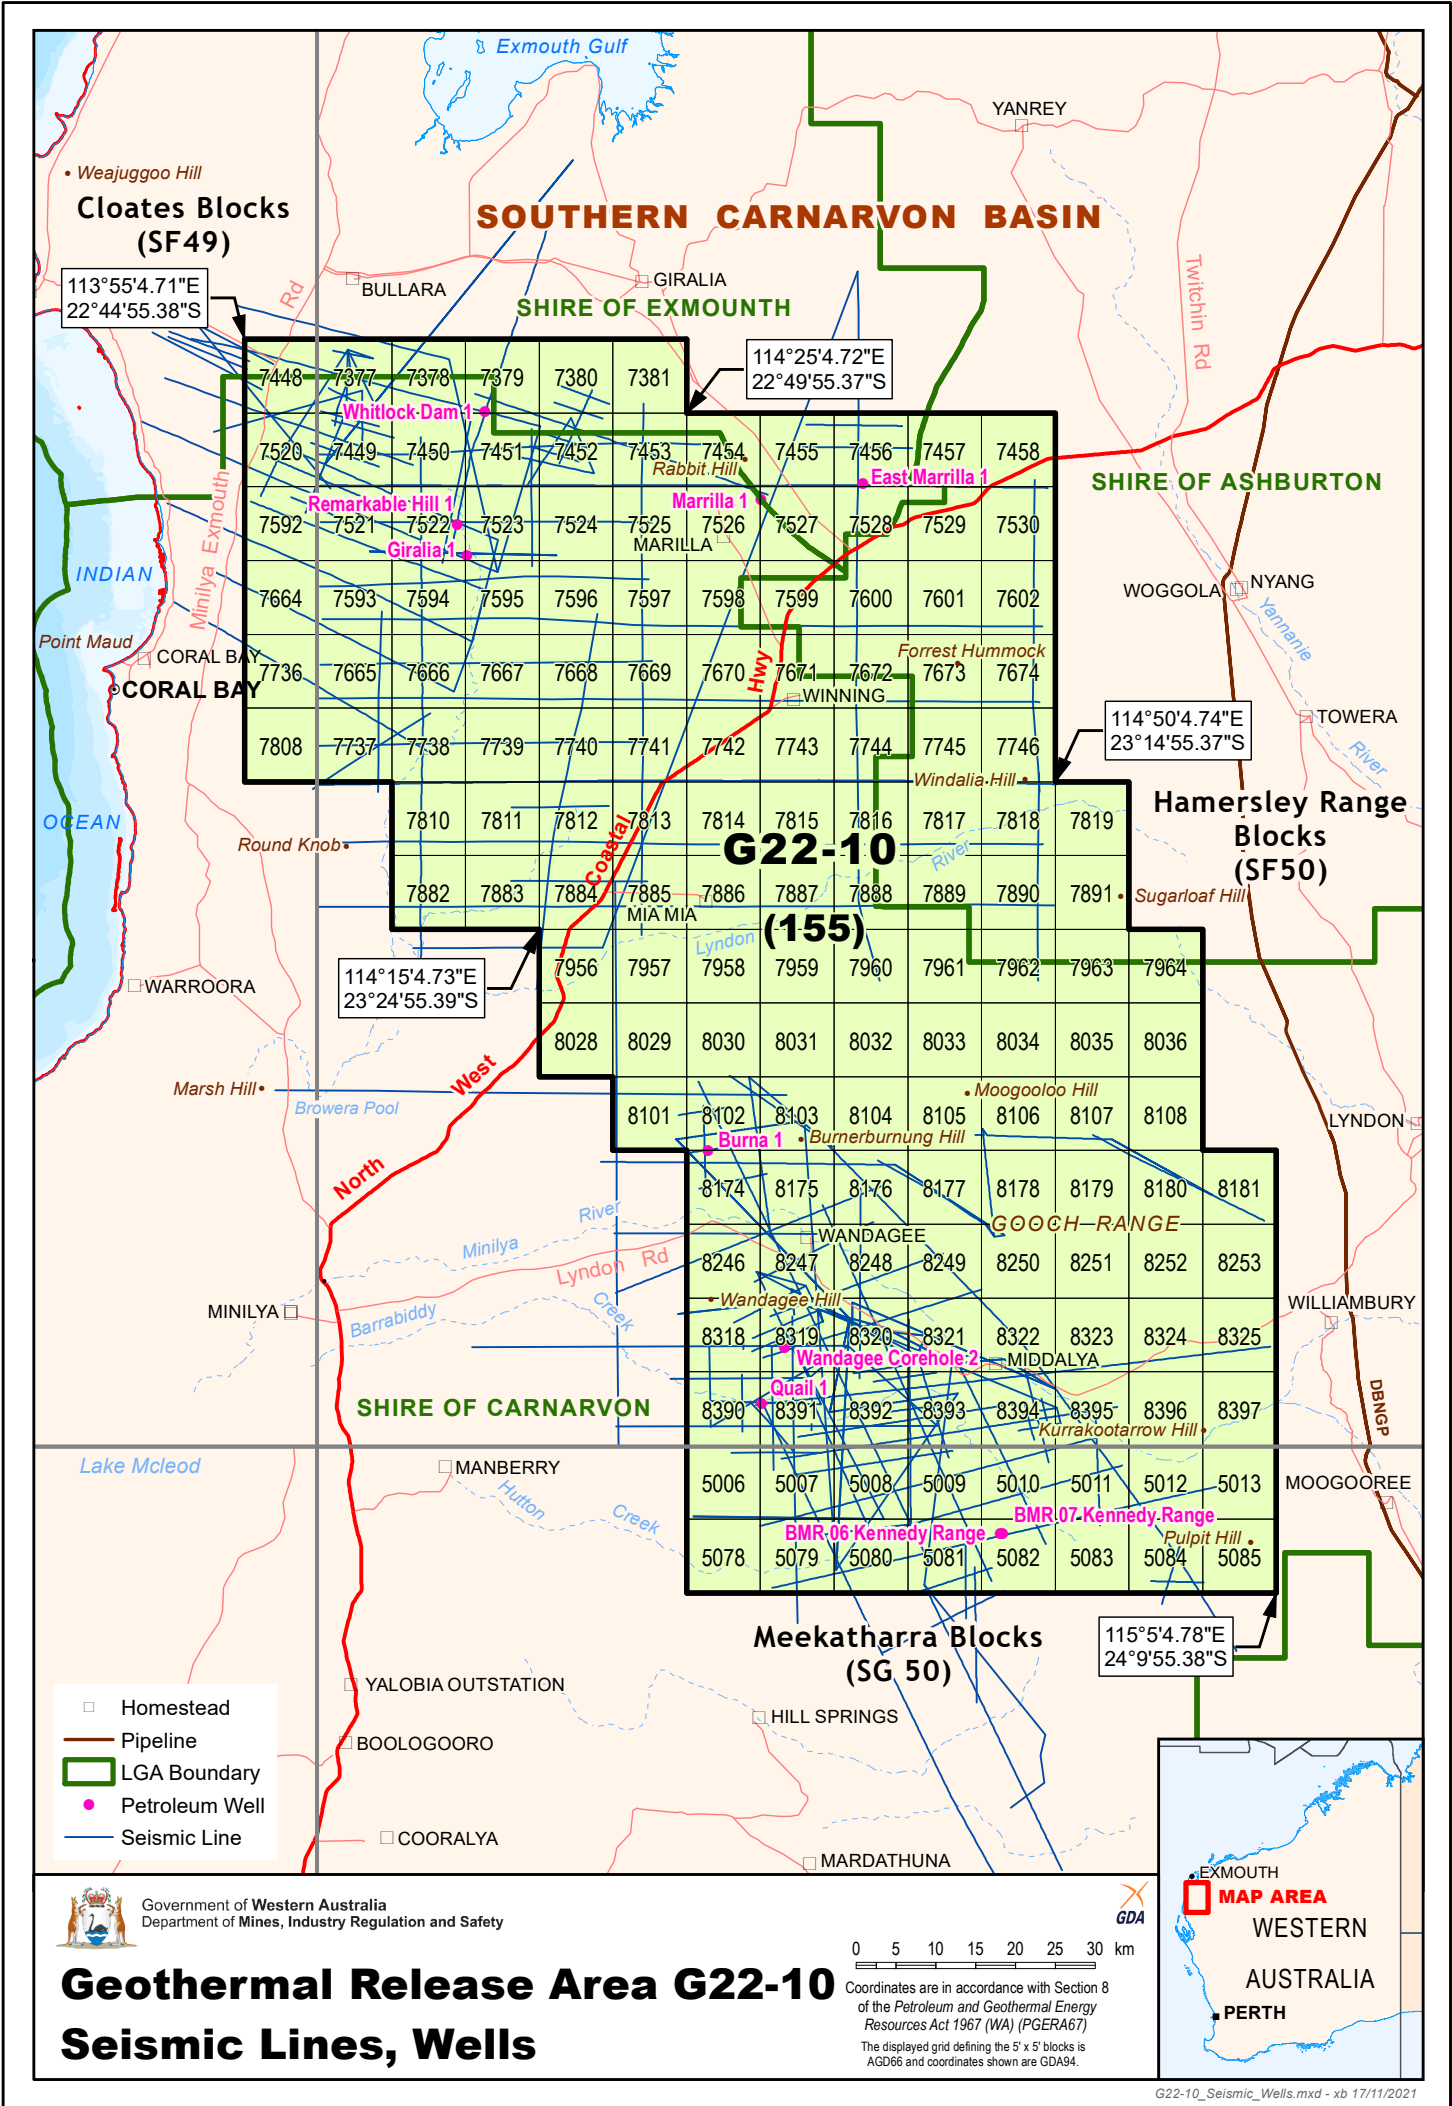 Exmouth Gulf
YANREY
Weajuggoo Hill
Cloates Blocks
(SF49)
SOUTHERN CARNARVON BASIN
113°55'4.71"E
22°44'55.38"S
Rd
BULLARA
GIRALIA
SHIRE OF EXMOUNTH
Twitchin Rd
114°25'4.72"E
22°49'55.37"S
7448 7377 7378 7379 7380 7381
Whitlock Dam 1
7520 7449 7450 7451 7452 7453 7454 7455 7456 7457 7458
Rabbit Hill
East Marrilla 1
SHIRE OF ASHBURTON
Remarkable Hill 1
Marrilla 1
7592 7521 7522 7523 7524 7525 7526 7527 7528 7529 7530
Giralia 1
MARILLA
Minilya Exmouth
INDIAN
7664 7593 7594 7595 7596 7597 7598 7599 7600 7601 7602
WOGGOLA
NYANG
Yannanie
River
Point Maud
CORAL BAY
CORAL BAY
Forrest Hummock
7736 7665 7666 7667 7668 7669 7670 7671 7672 7673 7674
Hwy
WINNING
TOWERA
114°50'4.74"E
23°14'55.37"S
7808 7737 7738 7739 7740 7741 7742 7743 7744 7745 7746
Windalia Hill
Hamersley Range
Blocks
(SF50)
OCEAN
7810 7811 7812 7813 7814 7815 7816 7817 7818 7819
Round Knob
Coastal
G22-10
River
7882 7883 7884 7885 7886 7887 7888 7889 7890 7891
Sugarloaf Hill
MIA MIA
(155)
Lyndon
114°15'4.73"E
23°24'55.39"S
7956 7957 7958 7959 7960 7961 7962 7963 7964
WARROORA
8028 8029 8030 8031 8032 8033 8034 8035 8036
West
Marsh Hill
Browera Pool
Moogooloo Hill
8101 8102 8103 8104 8105 8106 8107 8108
LYNDON
Burna 1
Burnerburnung Hill
North
8174 8175 8176 8177 8178 8179 8180 8181
River
Minilya
GOOCH RANGE
WANDAGEE
Lyndon Rd
8246 8247 8248 8249 8250 8251 8252 8253
Wandagee Hill
MINILYA
Barrabiddy
Creek
WILLIAMBURY
8318 8319 8320 8321 8322 8323 8324 8325
Wandagee Corehole 2
MIDDALYA
Quail 1
SHIRE OF CARNARVON
8390 8391 8392 8393 8394 8395 8396 8397
Kurrakootarrow Hill
DBNGP
Lake Mcleod
MANBERRY
Hutton
Creek
5006 5007 5008 5009 5010 5011 5012 5013
MOOGOOREE
BMR 07 Kennedy Range
BMR 06 Kennedy Range
Pulpit Hill
5078 5079 5080 5081 5082 5083 5084 5085
Meekatharra Blocks
(SG 50)
115°5'4.78"E
24°9'55.38"S
YALOBIA OUTSTATION
HILL SPRINGS
BOOLOGOORO
COORALYA
MARDATHUNA
Homestead
Pipeline
LGA Boundary
Petroleum Well
Seismic Line
EXMOUTH
MAP AREA
WESTERN
AUSTRALIA
PERTH
Government of Western Australia
Department of Mines, Industry Regulation and Safety
GDA
Geothermal Release Area G22-10
Seismic Lines, Wells
0 5 10 15 20 25 30 km
Coordinates are in accordance with Section 8
of the Petroleum and Geothermal Energy
Resources Act 1967 (WA) (PGERA67)
The displayed grid defining the 5' x 5' blocks is
AGD66 and coordinates shown are GDA94.
G22-10_Seismic_Wells.mxd - xb 17/11/2021